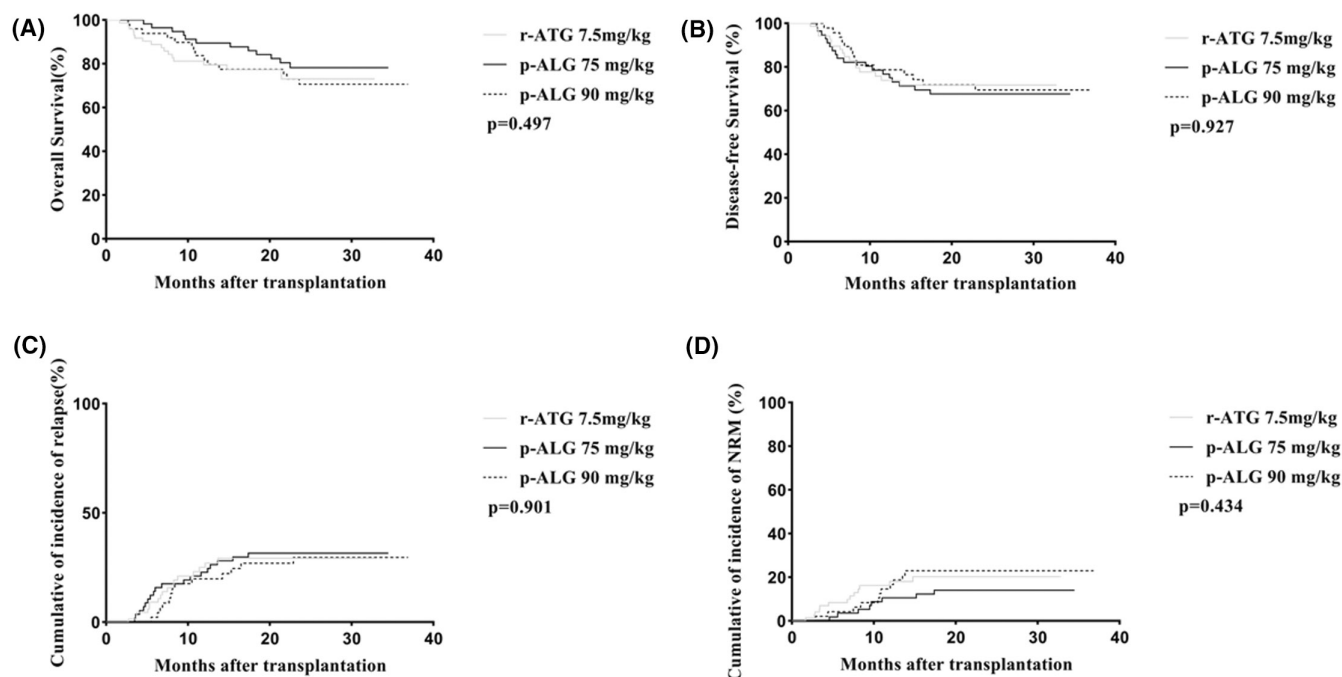 (A)
Overall Survival(%)
100
80
60
40
20
0
0 10 20 30 40
Months after transplantation
r-ATG 7.5mg/kg
p-ALG 75 mg/kg
p-ALG 90 mg/kg
p=0.497
(B)
Disease-free Survival (%)
100
80
60
40
20
0
0 10 20 30 40
Months after transplantation
r-ATG 7.5mg/kg
p-ALG 75 mg/kg
p-ALG 90 mg/kg
p=0.927
(C)
Cumulative of incidence of relapse(%)
100
50
0
0 10 20 30 40
Months after transplantation
r-ATG 7.5mg/kg
p-ALG 75 mg/kg
p-ALG 90 mg/kg
p=0.901
(D)
Cumulative of incidence of NRM (%)
100
80
60
40
20
0
0 10 20 30 40
Months after transplantation
r-ATG 7.5mg/kg
p-ALG 75 mg/kg
p-ALG 90 mg/kg
p=0.434